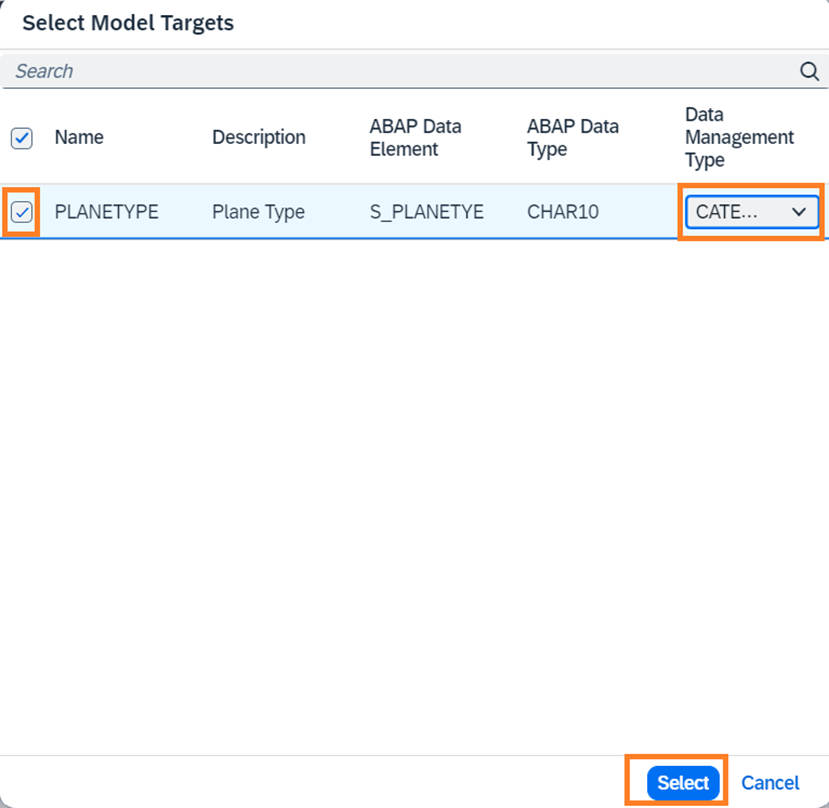 Select Model Targets
Search
Name Description ABAP Data Element ABAP Data Type Data Management Type
PLANETYPE Plane Type S_PLANETYE CHAR10 CATE...
Select Cancel